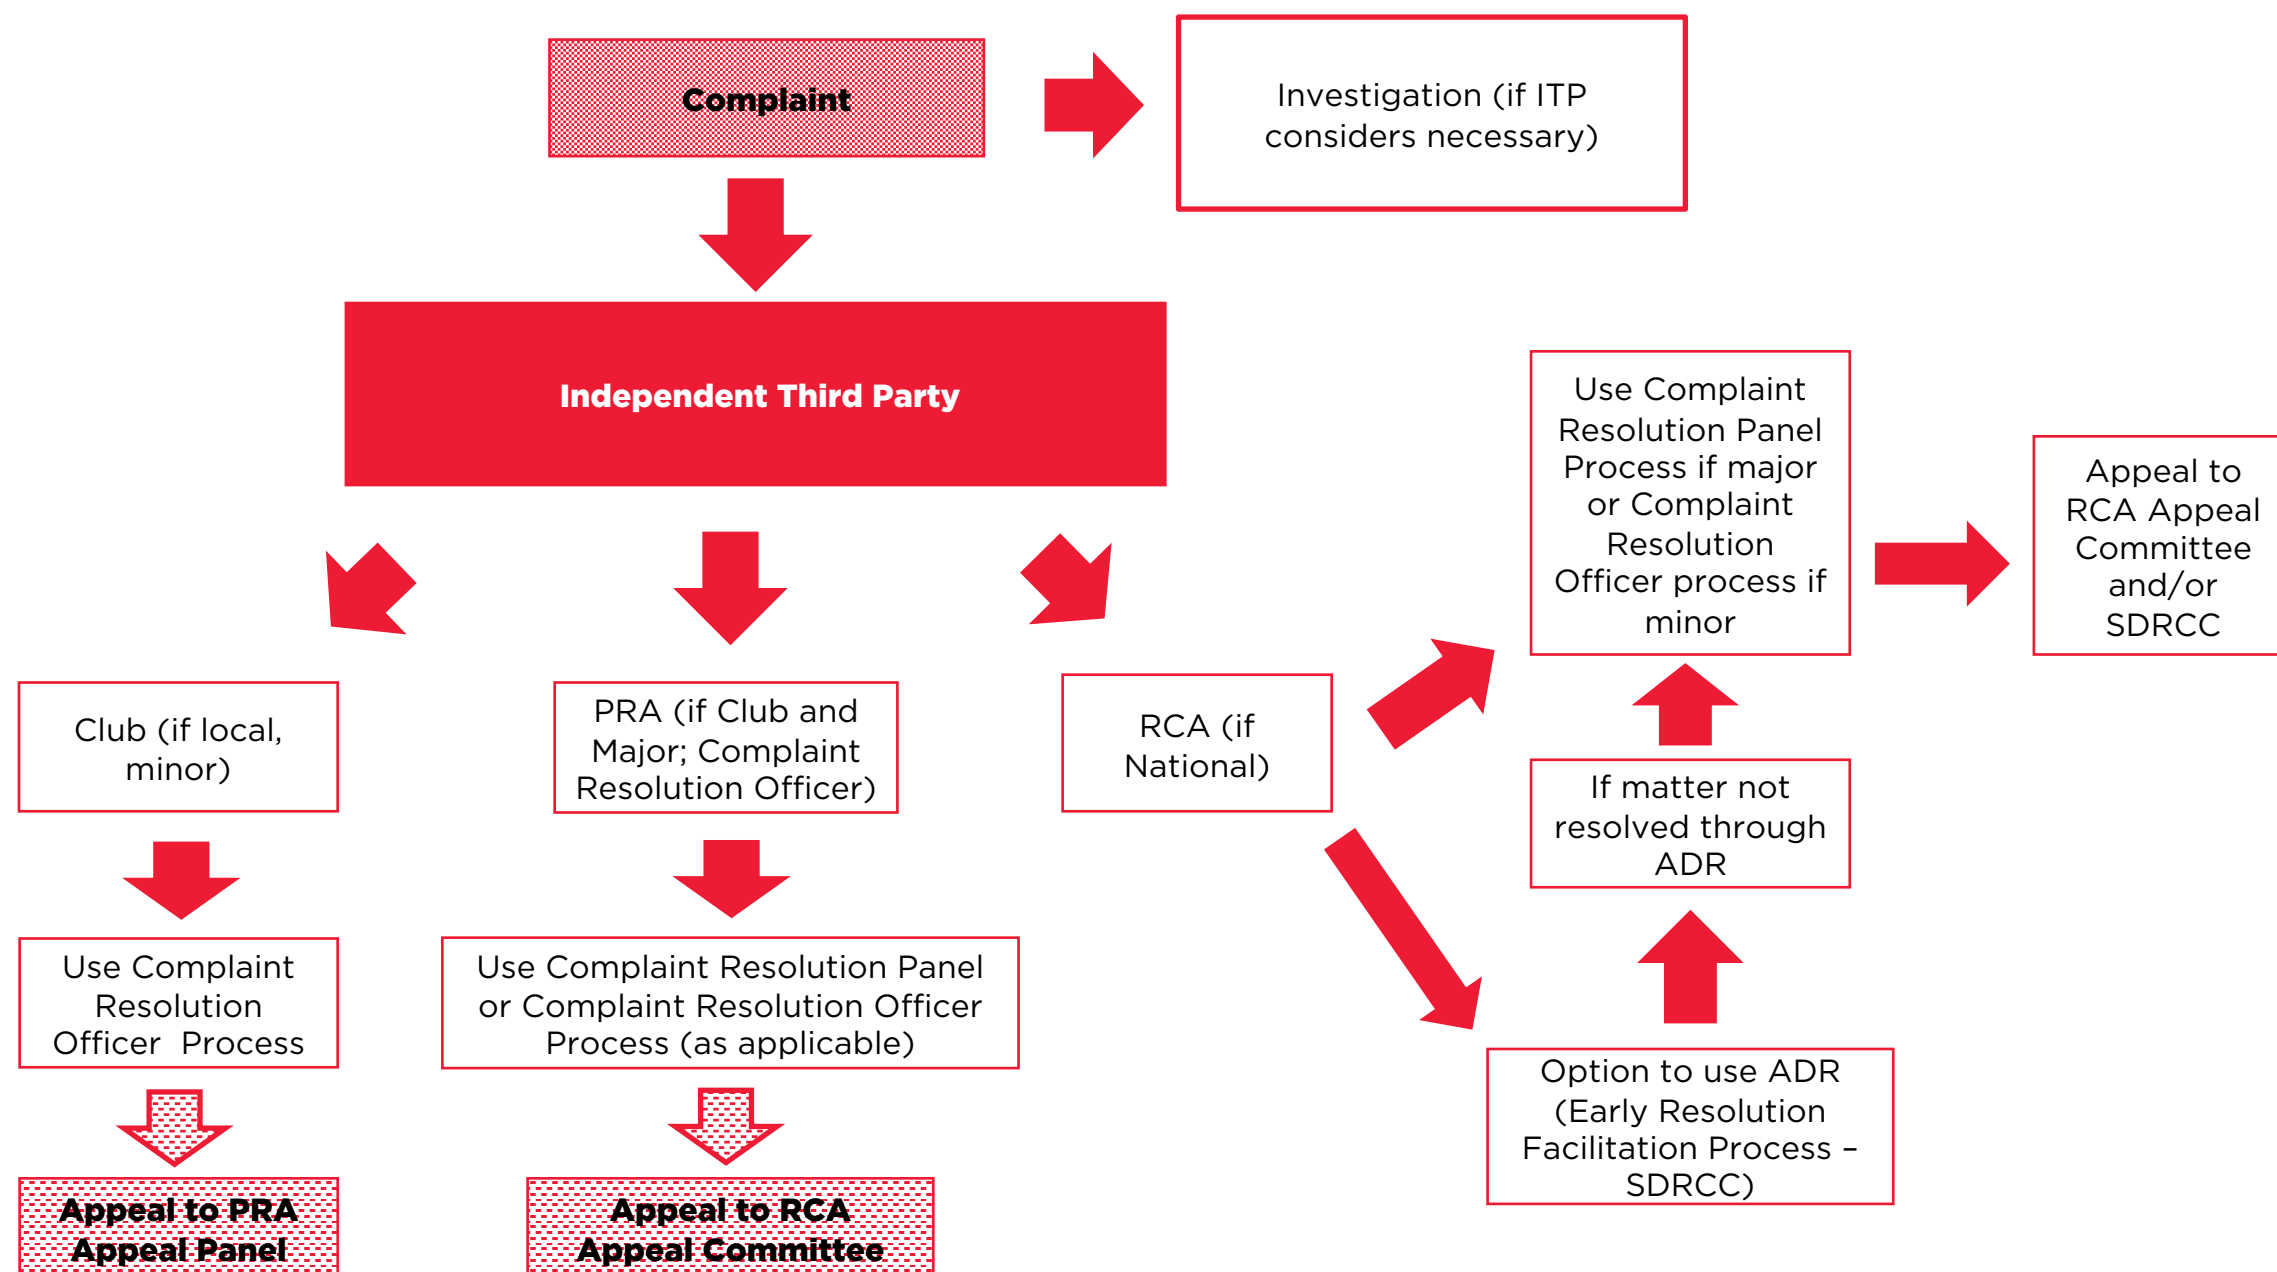 Complaint
Investigation (if ITP
considers necessary)
Independent Third Party
Use Complaint
Resolution Panel
Process if major
or Complaint
Resolution
Officer process if
minor
Appeal to
RCA Appeal
Committee
and/or
SDRCC
Club (if local,
minor)
PRA (if Club and
Major; Complaint
Resolution Officer)
RCA (if
National)
If matter not
resolved through
ADR
Use Complaint
Resolution
Officer  Process
Use Complaint Resolution Panel
or Complaint Resolution Officer
Process (as applicable)
Option to use ADR
(Early Resolution
Facilitation Process –
SDRCC)
Appeal to PRA
Appeal Panel
Appeal to RCA
Appeal Committee